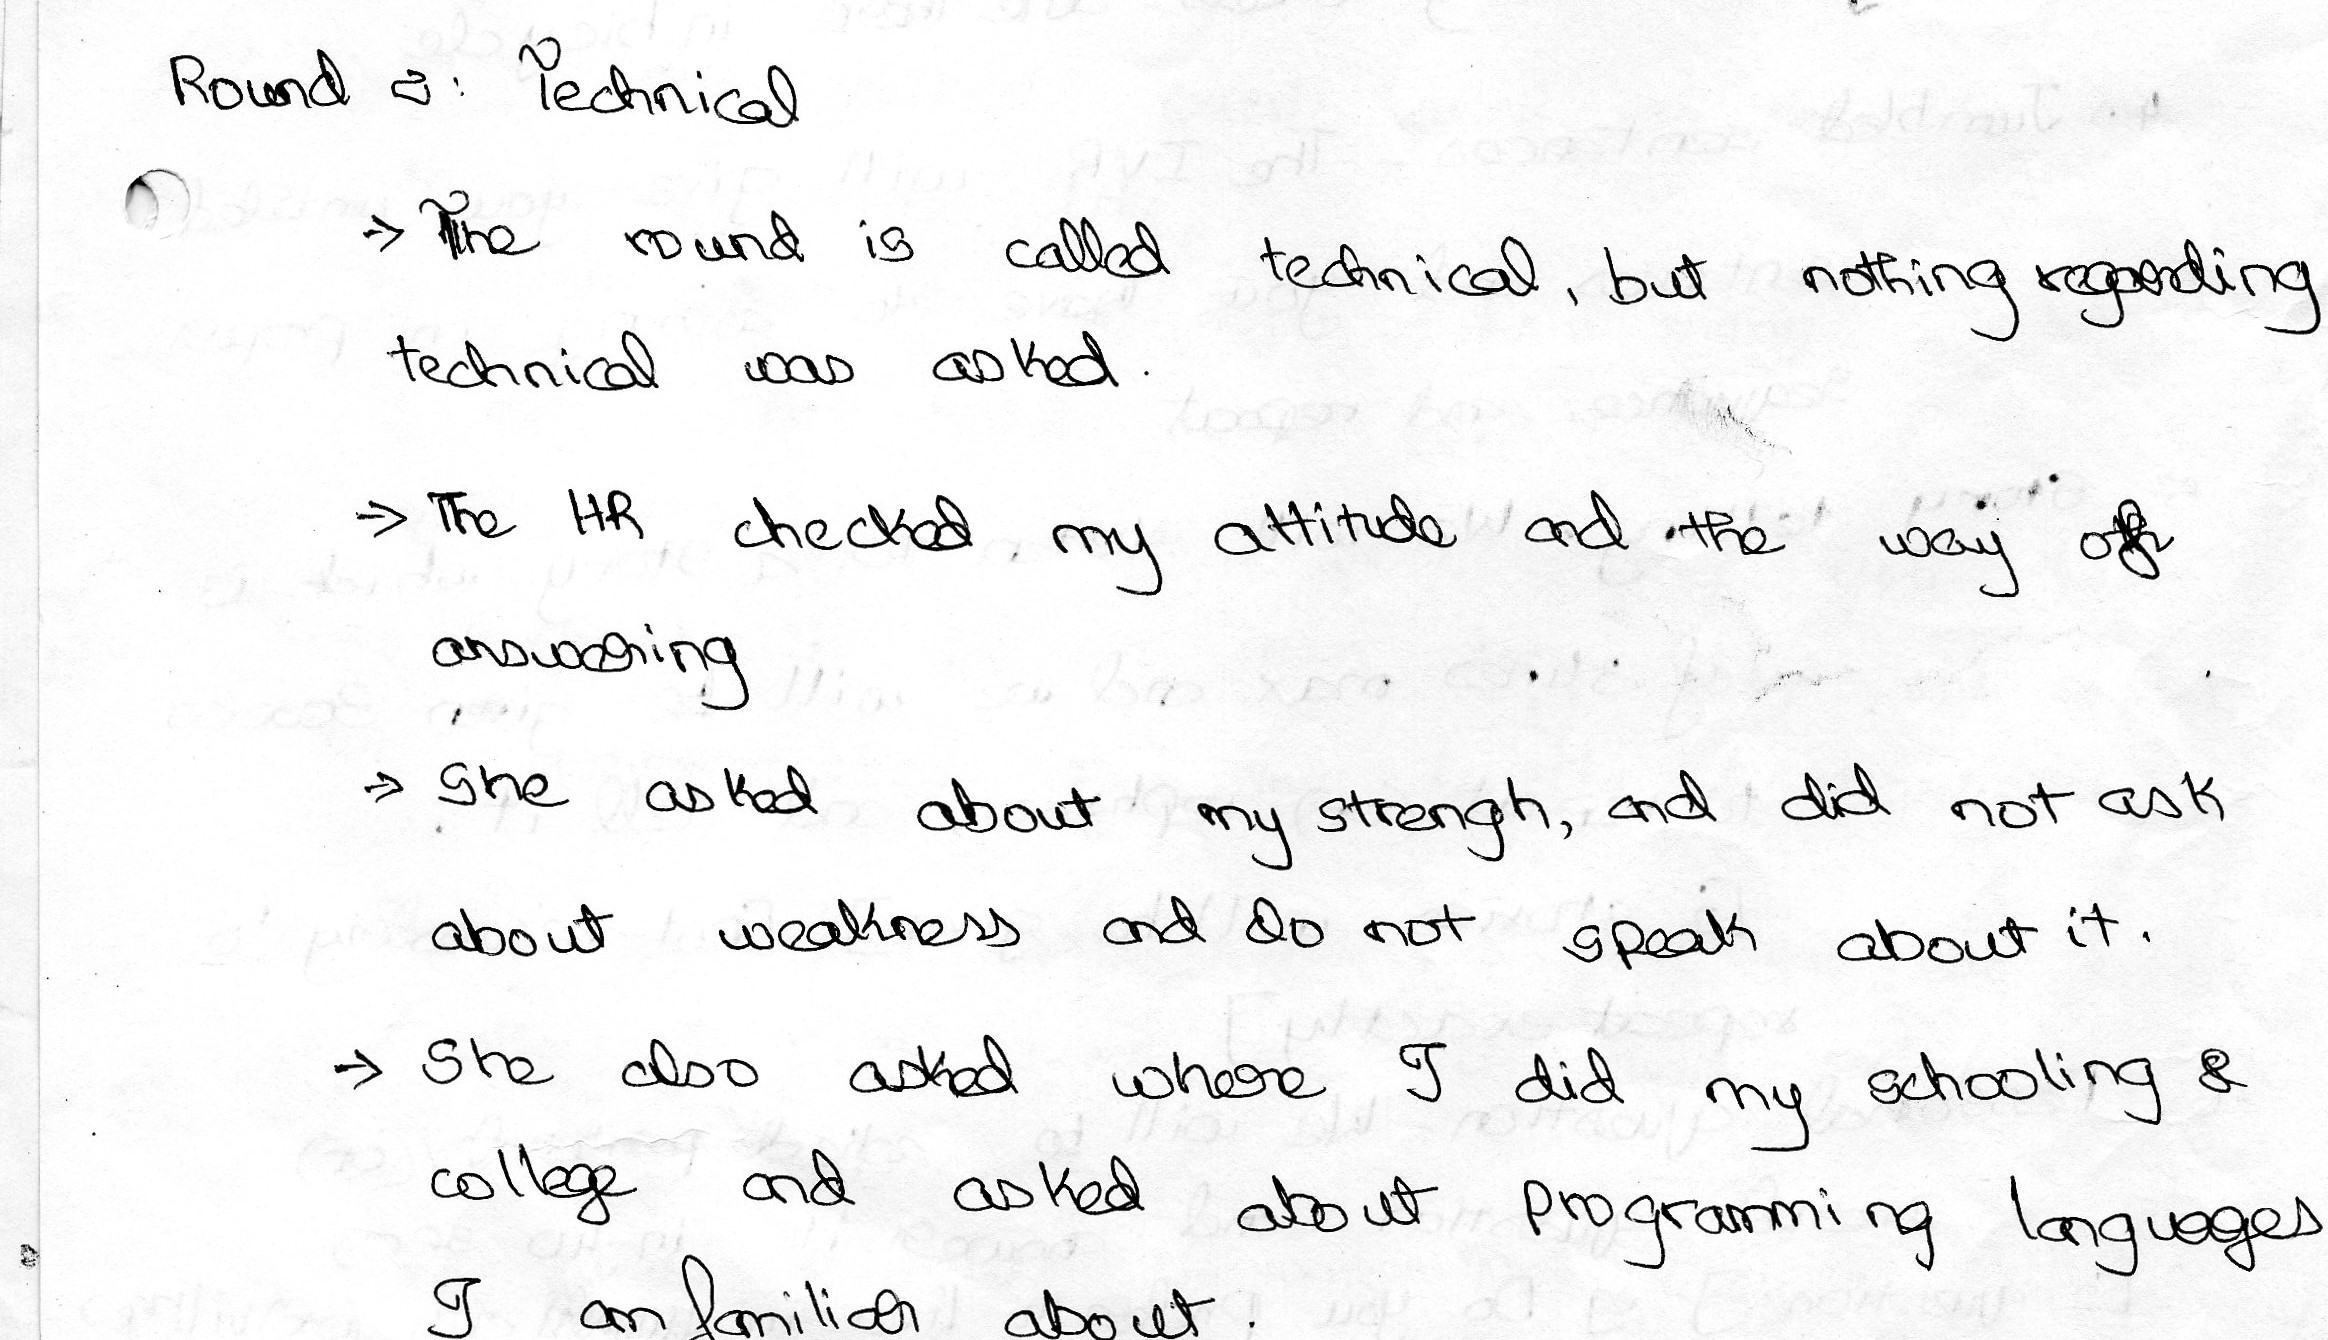 Round 2: Technical
→ The round is called technical, but nothing regarding
technical was asked.
→ The HR checked my attitude and the way of
answering
→ She asked about my strengh, and did not ask
about weakness and do not speak about it.
→ She also asked where I did my schooling &
college and asked about programming languages
I am familiar about.